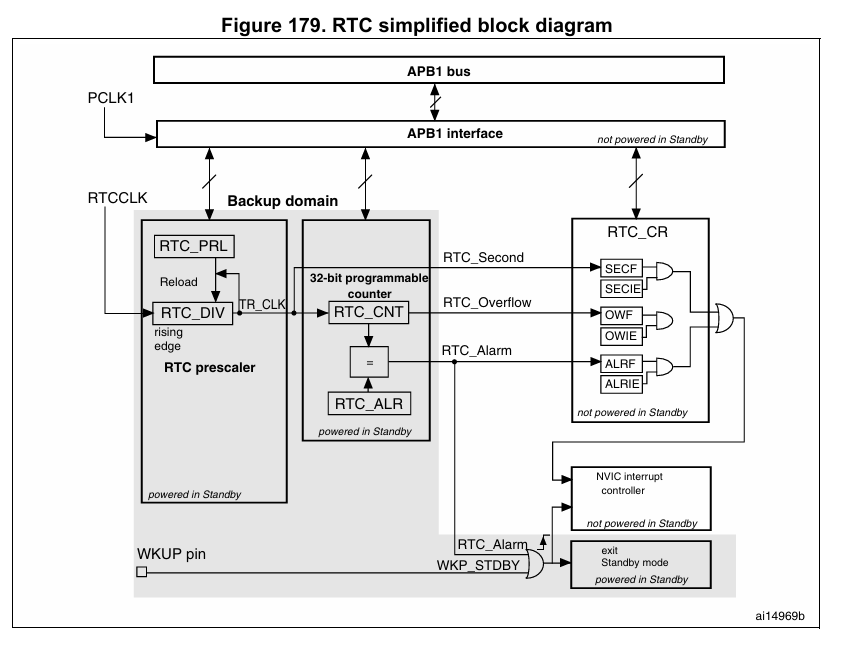 Figure 179. RTC simplified block diagram
APB1 bus
PCLK1
APB1 interface
not powered in Standby
RTCCLK
Backup domain
RTC_PRL
Reload
RTC_DIV
rising
edge
RTC prescaler
powered in Standby
TR_CLK
32-bit programmable
counter
RTC_CNT
=
RTC_ALR
powered in Standby
RTC_Second
RTC_Overflow
RTC_Alarm
RTC_CR
SECF
SECIE
OWF
OWIE
ALRF
ALRIE
not powered in Standby
NVIC interrupt
controller
not powered in Standby
WKUP pin
RTC_Alarm
WKP_STDBY
exit
Standby mode
powered in Standby
ai14969b